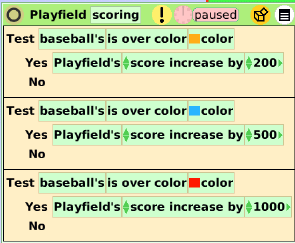 Playfield scoring ! paused
Test baseball's is over color color
Yes Playfield's score increase by 200
No
Test baseball's is over color color
Yes Playfield's score increase by 500
No
Test baseball's is over color color
Yes Playfield's score increase by 1000
No